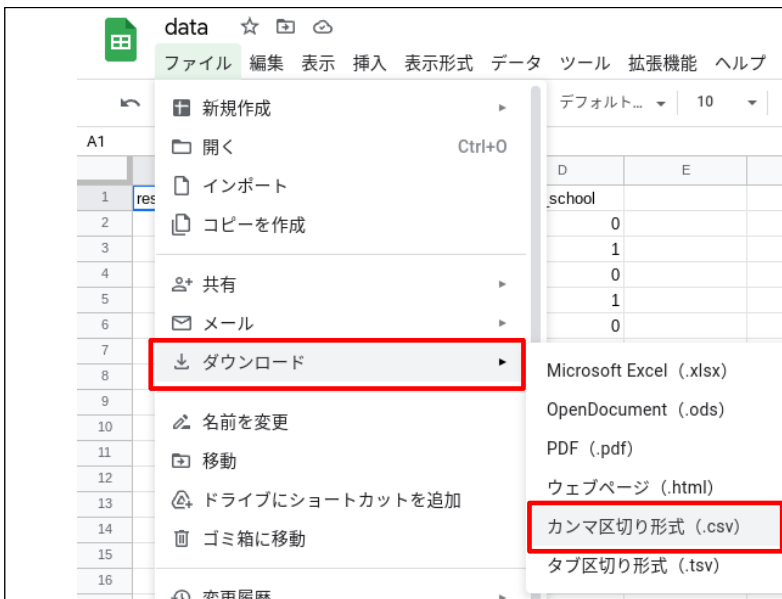 data
ファイル 編集 表示 挿入 表示形式 データ ツール 拡張機能 ヘルプ
デフォルト... 10
A1
新規作成
開く Ctrl+O
インポート
コピーを作成
共有
メール
ダウンロード
名前を変更
移動
ドライブにショートカットを追加
ゴミ箱に移動
変更履歴
Microsoft Excel（.xlsx）
OpenDocument（.ods）
PDF（.pdf）
ウェブページ（.html）
カンマ区切り形式（.csv）
タブ区切り形式（.tsv）
D E
1 res _school
2 0
3 1
4 0
5 1
6 0
7
8
9
10
11
12
13
14
15
16